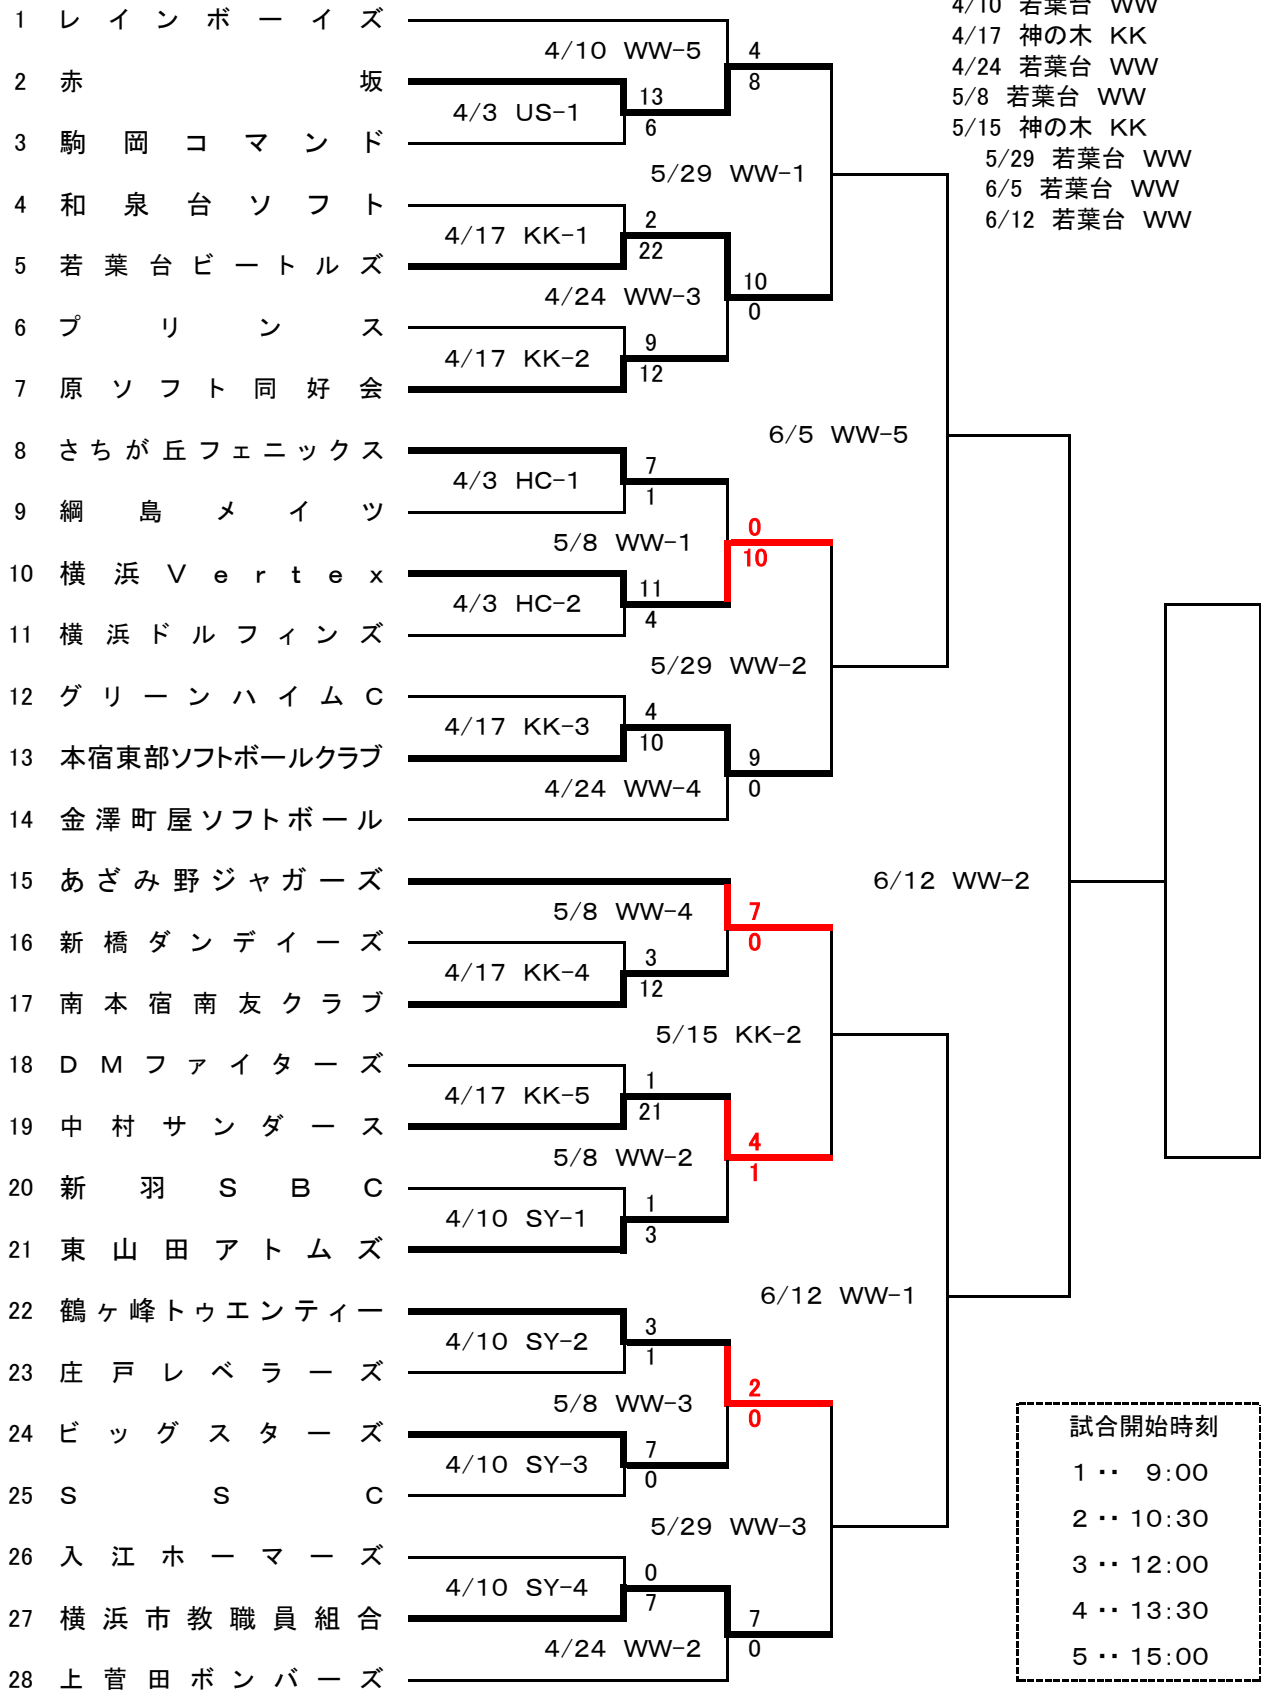 4/10 若葉台 WW
4/17 神の木 KK
4/24 若葉台 WW
5/8 若葉台 WW
5/15 神の木 KK
5/29 若葉台 WW
6/5 若葉台 WW
6/12 若葉台 WW
1 レインボーイズ
4/10 WW-5
4
8
2 赤坂
4/3 US-1
13
6
3 駒岡コマンド
5/29 WW-1
4 和泉台ソフト
4/17 KK-1
2
22
5 若葉台ビートルズ
4/24 WW-3
10
0
6 プリンス
4/17 KK-2
9
12
7 原ソフト同好会
6/5 WW-5
8 さちが丘フェニックス
4/3 HC-1
7
1
9 綱島メイツ
5/8 WW-1
0
10
10 横浜Vertex
4/3 HC-2
11
4
11 横浜ドルフィンズ
5/29 WW-2
12 グリーンハイムC
4/17 KK-3
4
10
13 本宿東部ソフトボールクラブ
4/24 WW-4
9
0
14 金澤町屋ソフトボール
15 あざみ野ジャガーズ
6/12 WW-2
5/8 WW-4
7
0
16 新橋ダンデイーズ
4/17 KK-4
3
12
17 南本宿南友クラブ
5/15 KK-2
18 DMファイターズ
4/17 KK-5
1
21
19 中村サンダース
5/8 WW-2
4
1
20 新羽SBC
4/10 SY-1
1
3
21 東山田アトムズ
6/12 WW-1
22 鶴ヶ峰トゥエンティー
4/10 SY-2
3
1
23 庄戸レベラーズ
5/8 WW-3
2
0
24 ビッグスターズ
4/10 SY-3
7
0
25 SSC
5/29 WW-3
26 入江ホーマーズ
4/10 SY-4
0
7
27 横浜市教職員組合
4/24 WW-2
7
0
28 上菅田ボンバーズ
試合開始時刻
1 ‥ 9:00
2 ‥ 10:30
3 ‥ 12:00
4 ‥ 13:30
5 ‥ 15:00